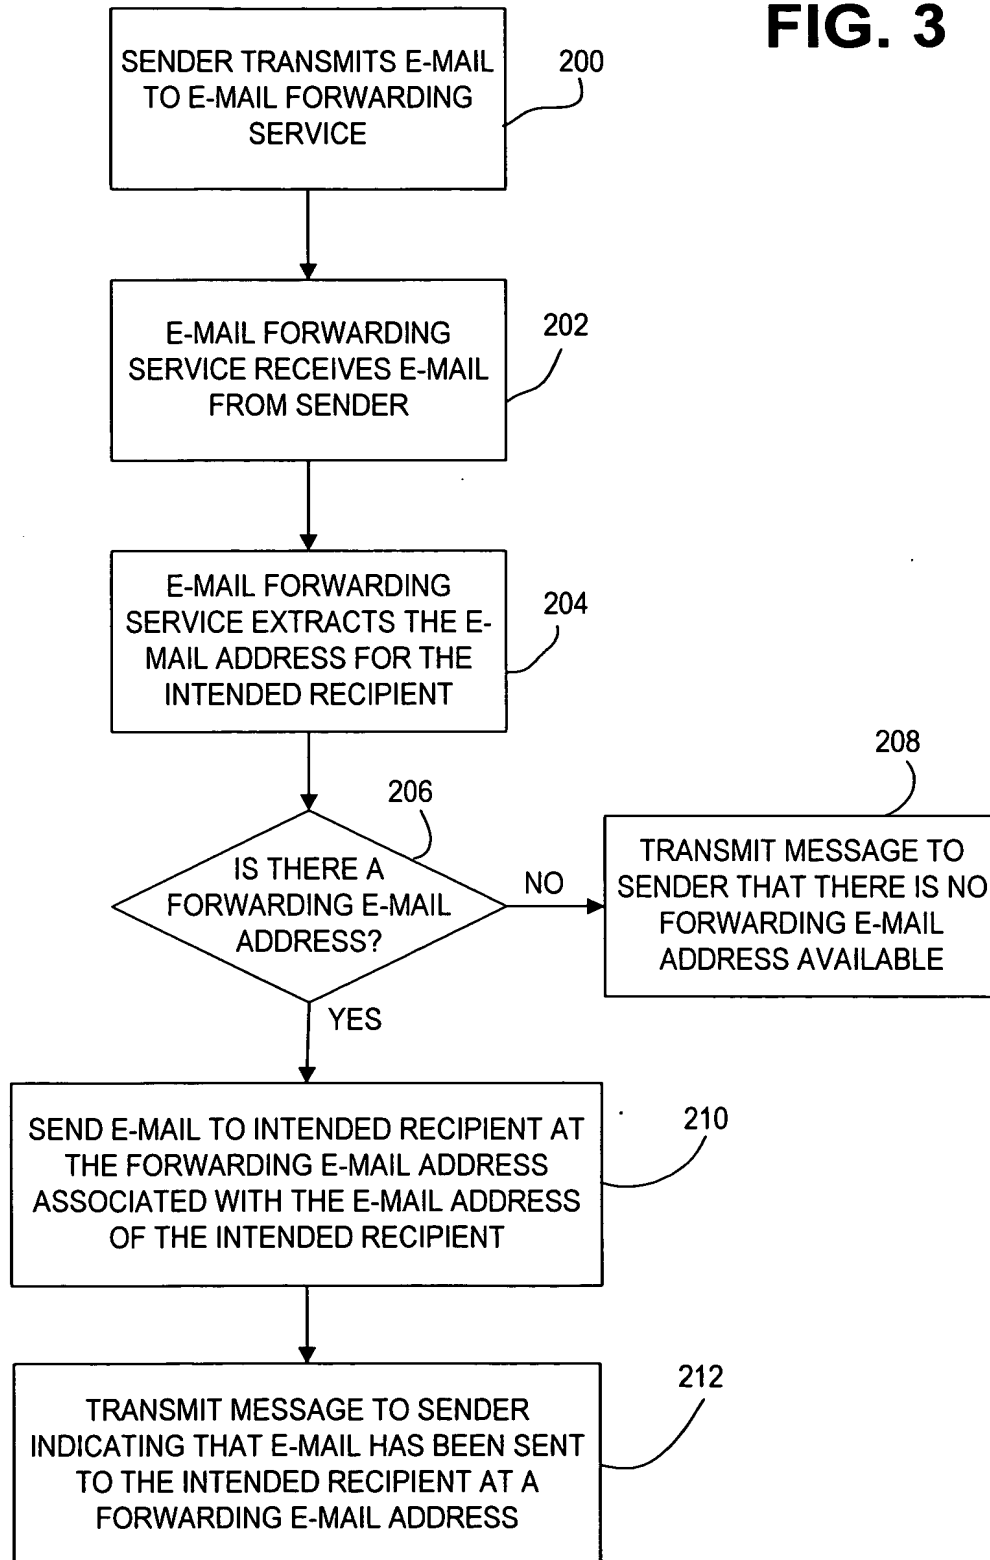 FIG. 3
SENDER TRANSMITS E-MAIL
TO E-MAIL FORWARDING
SERVICE
200
E-MAIL FORWARDING
SERVICE RECEIVES E-MAIL
FROM SENDER
202
E-MAIL FORWARDING
SERVICE EXTRACTS THE E-
MAIL ADDRESS FOR THE
INTENDED RECIPIENT
204
206
IS THERE A
FORWARDING E-MAIL
ADDRESS?
NO
208
TRANSMIT MESSAGE TO
SENDER THAT THERE IS NO
FORWARDING E-MAIL
ADDRESS AVAILABLE
YES
SEND E-MAIL TO INTENDED RECIPIENT AT
THE FORWARDING E-MAIL ADDRESS
ASSOCIATED WITH THE E-MAIL ADDRESS
OF THE INTENDED RECIPIENT
210
TRANSMIT MESSAGE TO SENDER
INDICATING THAT E-MAIL HAS BEEN SENT
TO THE INTENDED RECIPIENT AT A
FORWARDING E-MAIL ADDRESS
212